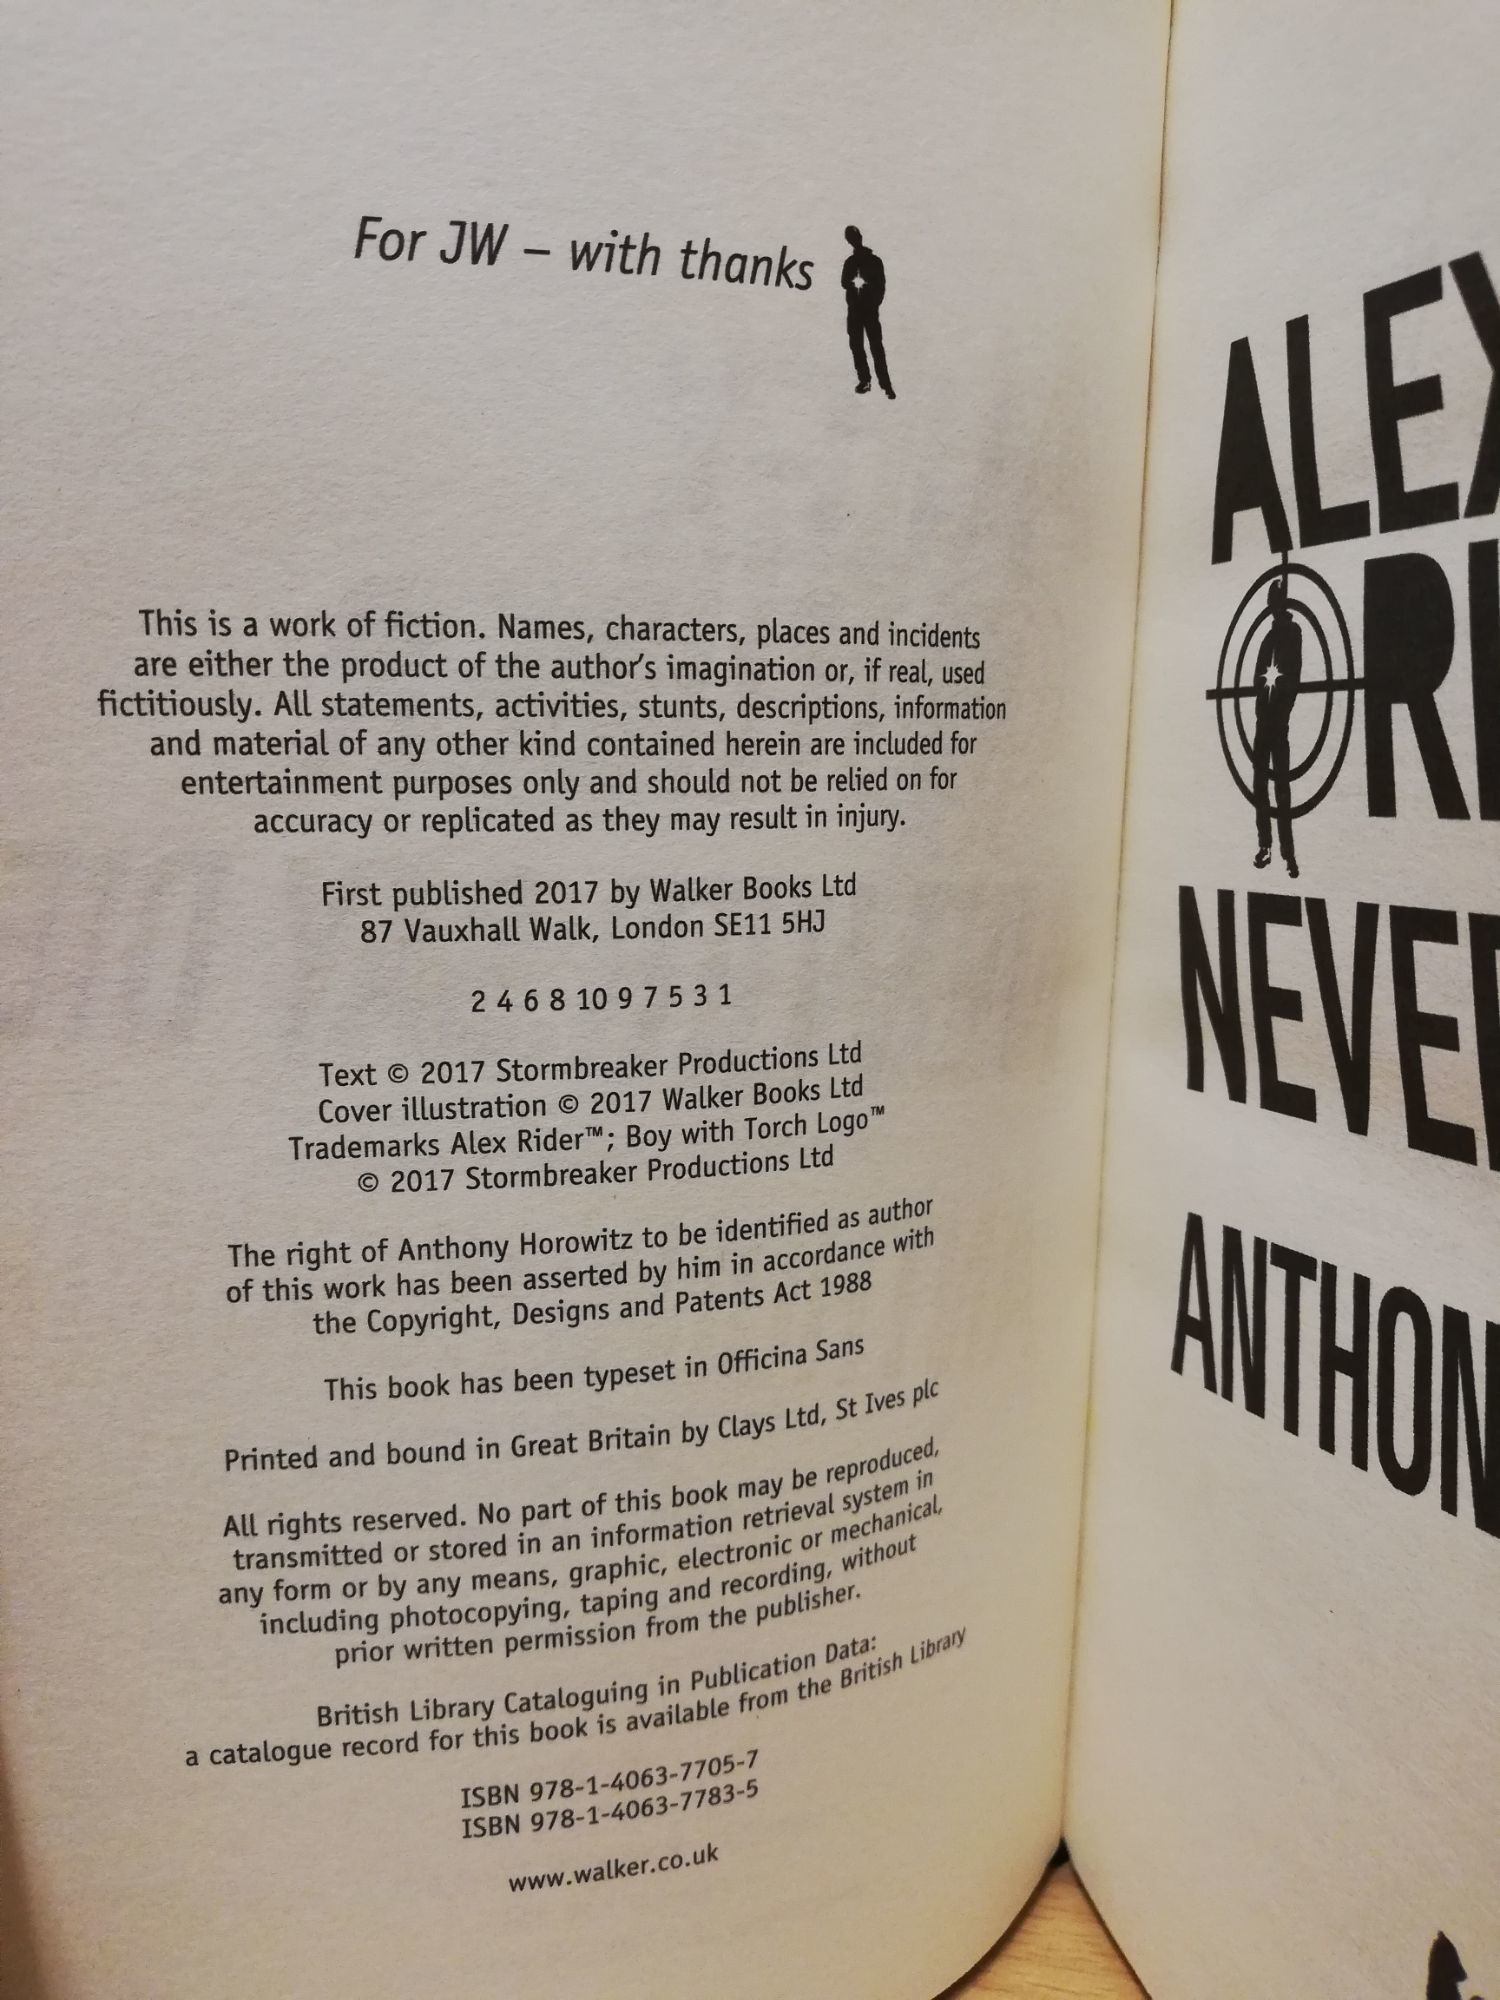 For JW – with thanks
This is a work of fiction. Names, characters, places and incidents
are either the product of the author's imagination or, if real, used
fictitiously. All statements, activities, stunts, descriptions, information
and material of any other kind contained herein are included for
entertainment purposes only and should not be relied on for
accuracy or replicated as they may result in injury.
First published 2017 by Walker Books Ltd
87 Vauxhall Walk, London SE11 5HJ
2 4 6 8 10 9 7 5 3 1
Text © 2017 Stormbreaker Productions Ltd
Cover illustration © 2017 Walker Books Ltd
Trademarks Alex Rider™; Boy with Torch Logo™
© 2017 Stormbreaker Productions Ltd
The right of Anthony Horowitz to be identified as author
of this work has been asserted by him in accordance with
the Copyright, Designs and Patents Act 1988
This book has been typeset in Officina Sans
Printed and bound in Great Britain by Clays Ltd, St Ives plc
All rights reserved. No part of this book may be reproduced,
transmitted or stored in an information retrieval system in
any form or by any means, graphic, electronic or mechanical,
including photocopying, taping and recording, without
prior written permission from the publisher.
British Library Cataloguing in Publication Data:
a catalogue record for this book is available from the British Library
ISBN 978-1-4063-7705-7
ISBN 978-1-4063-7783-5
www.walker.co.uk
ALEX
RI
NEVER
ANTHON